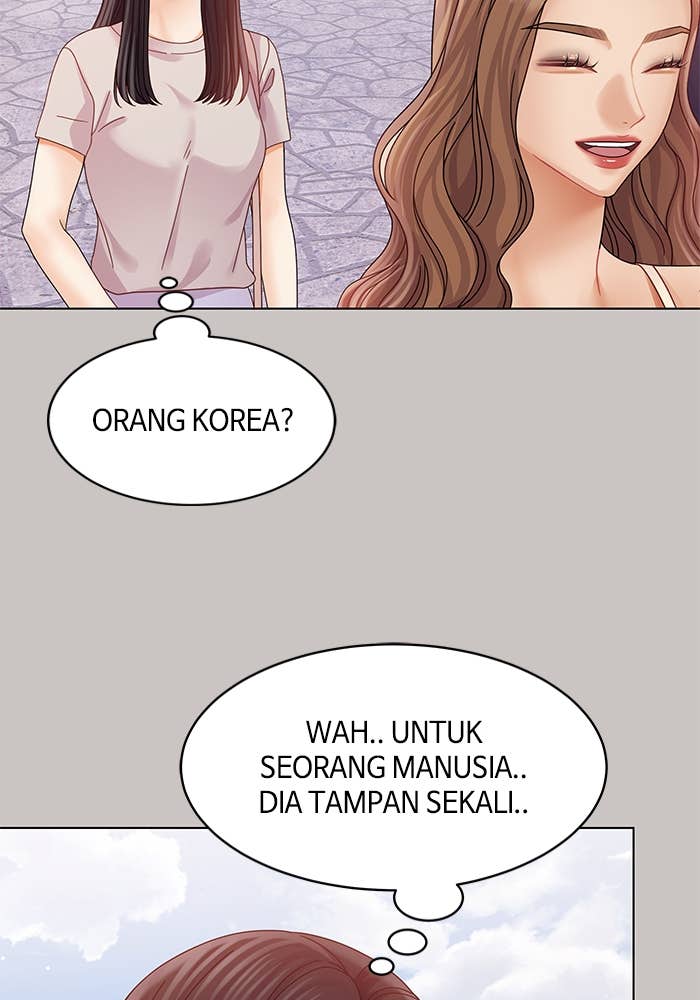 ORANG KOREA?
WAH.. UNTUK
SEORANG MANUSIA..
DIA TAMPAN SEKALI..